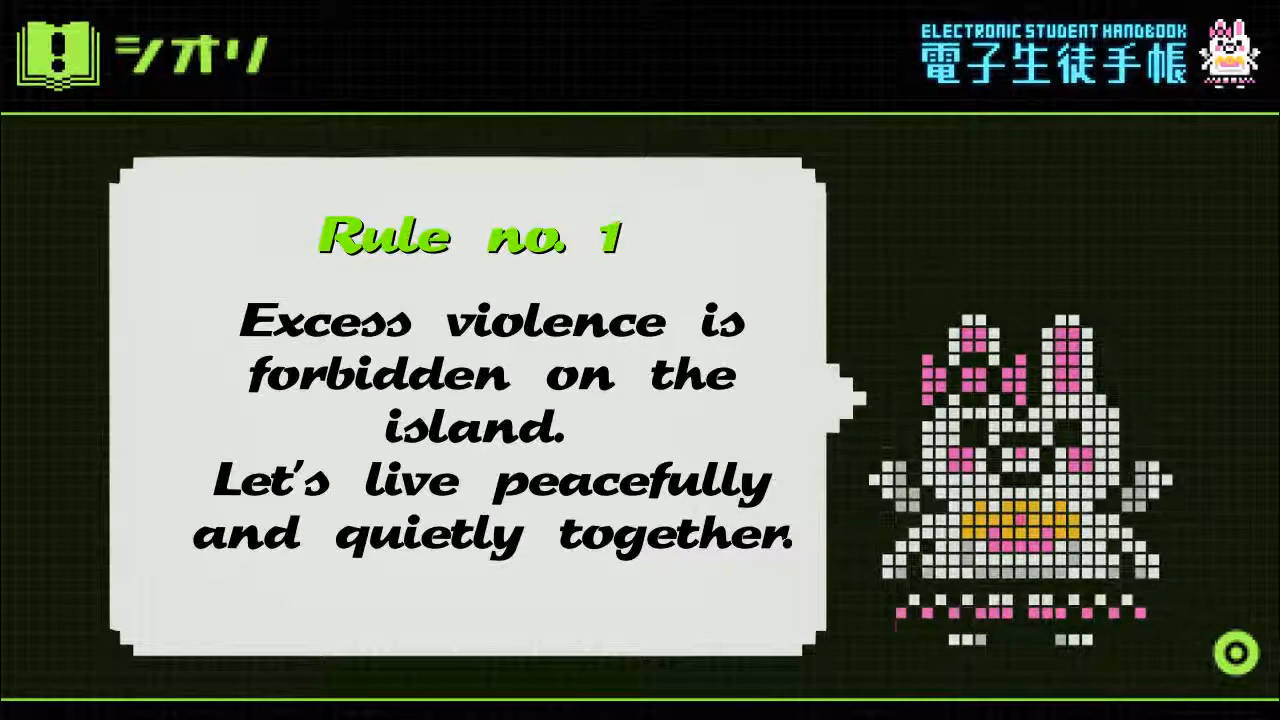 シオリ
ELECTRONIC STUDENT HANDBOOK
電子生徒手帳
Rule no. 1
Excess violence is
forbidden on the
island.
Let's live peacefully
and quietly together.